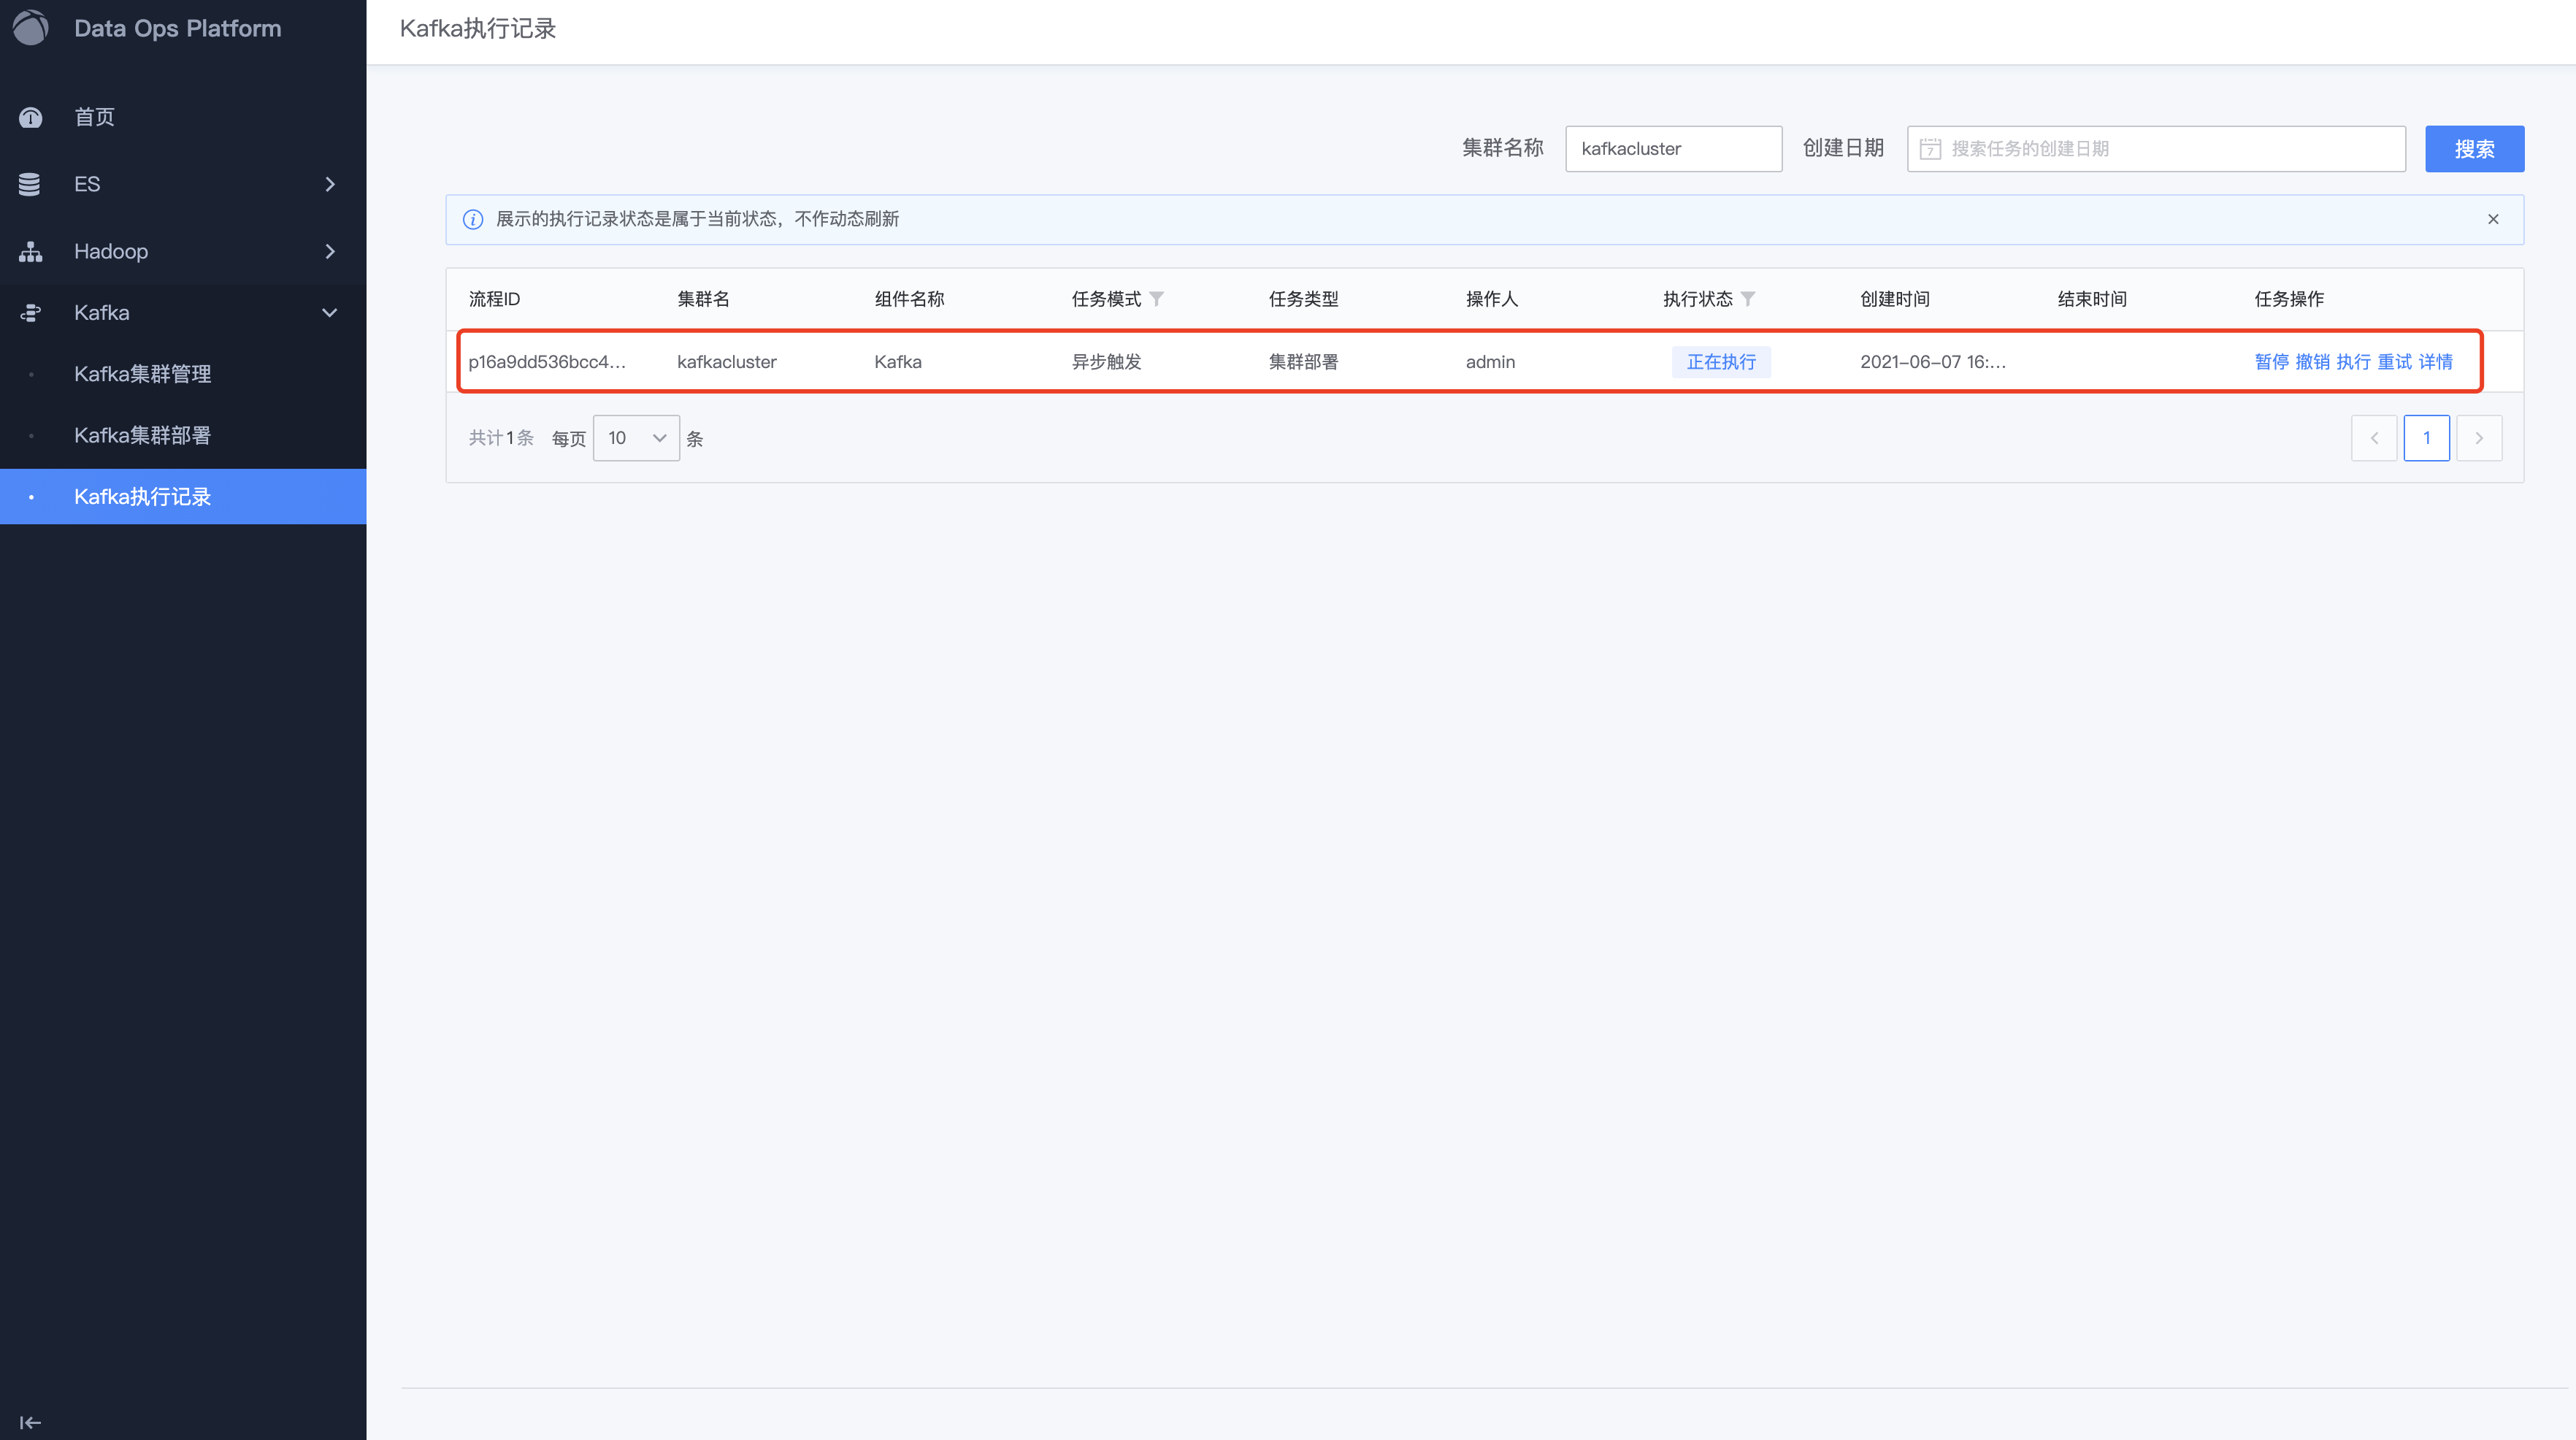 Data Ops Platform
首页
ES
Hadoop
Kafka
Kafka集群管理
Kafka集群部署
Kafka执行记录
Kafka执行记录
集群名称 kafkacluster 创建日期 7 搜索任务的创建日期 搜索
展示的执行记录状态是属于当前状态，不作动态刷新
流程ID 集群名 组件名称 任务模式 任务类型 操作人 执行状态 创建时间 结束时间 任务操作
p16a9dd536bcc4... kafkacluster Kafka 异步触发 集群部署 admin 正在执行 2021-06-07 16:... 暂停 撤销 执行 重试 详情
共计1条 每页 10 条 1